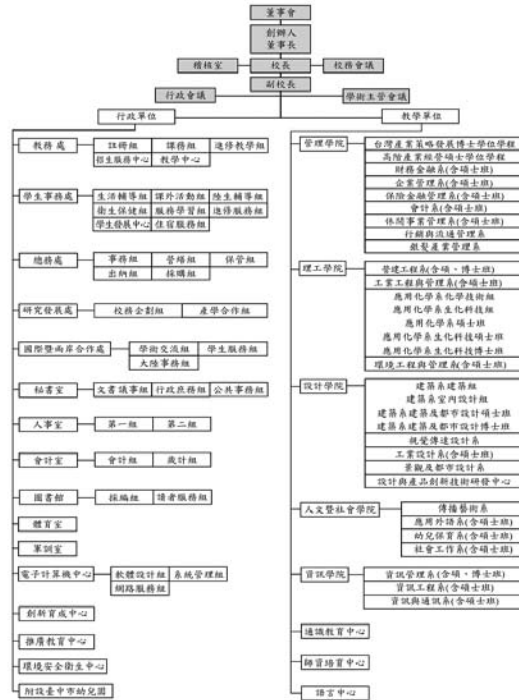 董事會
創辦人
董事長
稽核室 校長 校務會議
副校長
行政會議 學術主管會議
行政單位
教務處 註冊組 課務組 進修教學組
招生服務中心 教學中心
學生事務處 生活輔導組 課外活動組 陸生輔導組
衛生保健組 服務學習組 進修服務組
學生發展中心 住宿服務組
總務處 事務組 營繕組 保管組
出納組 採購組
研究發展處 校務企劃組 產學合作組
國際暨兩岸合作處 學術交流組 學生服務組
大陸事務組
秘書室 文書議事組 行政庶務組 公共事務組
人事室 第一組 第二組
會計室 會計組 歲計組
圖書館 採編組 讀者服務組
體育室
軍訓室
電子計算機中心 軟體設計組 系統管理組
網路服務組
創新育成中心
推廣教育中心
環境安全衛生中心
附設臺中市幼兒園
教學單位
管理學院 台灣產業策略發展博士學位學程
高階產業經營碩士學位學程
財務金融系(含碩士班)
企業管理系(含碩士班)
保險金融管理系(含碩士班)
會計系(含碩士班)
休閒事業管理系(含碩士班)
行銷與流通管理系
銀髮產業管理系
理工學院 營建工程系(含碩、博士班)
工業工程與管理系(含碩士班)
應用化學系化學技術組
應用化學系生化科技組
應用化學系碩士班
應用化學系生化科技碩士班
應用化學系生化科技博士班
環境工程與管理系(含碩士班)
設計學院 建築系建築組
建築系室內設計組
建築系建築及都市設計碩士班
建築系建築及都市設計博士班
視覺傳達設計系
工業設計系(含碩士班)
景觀及都市設計系
設計與產品創新技術研發中心
人文暨社會學院 傳播藝術系
應用外語系(含碩士班)
幼兒保育系(含碩士班)
社會工作系(含碩士班)
資訊學院 資訊管理系(含碩、博士班)
資訊工程系(含碩士班)
資訊與通訊系(含碩士班)
通識教育中心
師資培育中心
語言中心